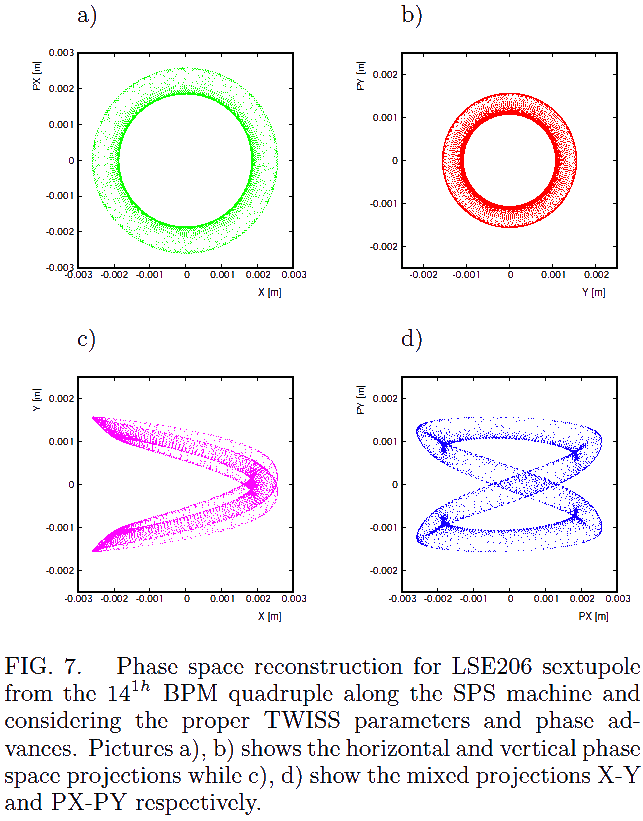 a)
b)
PX [m]
0.003
0.002
0.001
0
-0.001
-0.002
-0.003
-0.003 -0.002 -0.001 0 0.001 0.002 0.003
X [m]
PY [m]
0.002
0.001
0
-0.001
-0.002
-0.002 -0.001 0 0.001 0.002
Y [m]
c)
d)
Y [m]
0.002
0.001
0
-0.001
-0.002
-0.003 -0.002 -0.001 0 0.001 0.002 0.003
X [m]
PY [m]
0.002
0.001
0
-0.001
-0.002
-0.003 -0.002 -0.001 0 0.001 0.002 0.003
PX [m]
FIG. 7. Phase space reconstruction for LSE206 sextupole
from the 14^{1h} BPM quadruple along the SPS machine and
considering the proper TWISS parameters and phase ad-
vances. Pictures a), b) shows the horizontal and vertical phase
space projections while c), d) show the mixed projections X-Y
and PX-PY respectively.